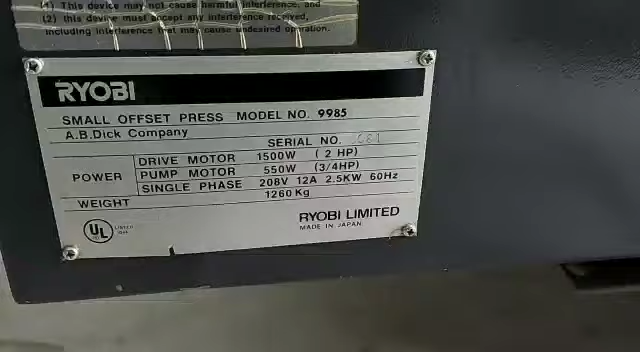 (1) This device may not cause harmful interference, and
(2) this device must accept any interference received,
including interference that may cause undesired operation.
RYOBI
SMALL OFFSET PRESS MODEL NO. 9985
A.B.Dick Company
SERIAL NO.
POWER
DRIVE MOTOR 1500W ( 2 HP)
PUMP MOTOR 550W (3/4HP)
SINGLE PHASE 208V 12A 2.5KW 60Hz
WEIGHT 1260Kg
UL LISTED
RYOBI LIMITED
MADE IN JAPAN